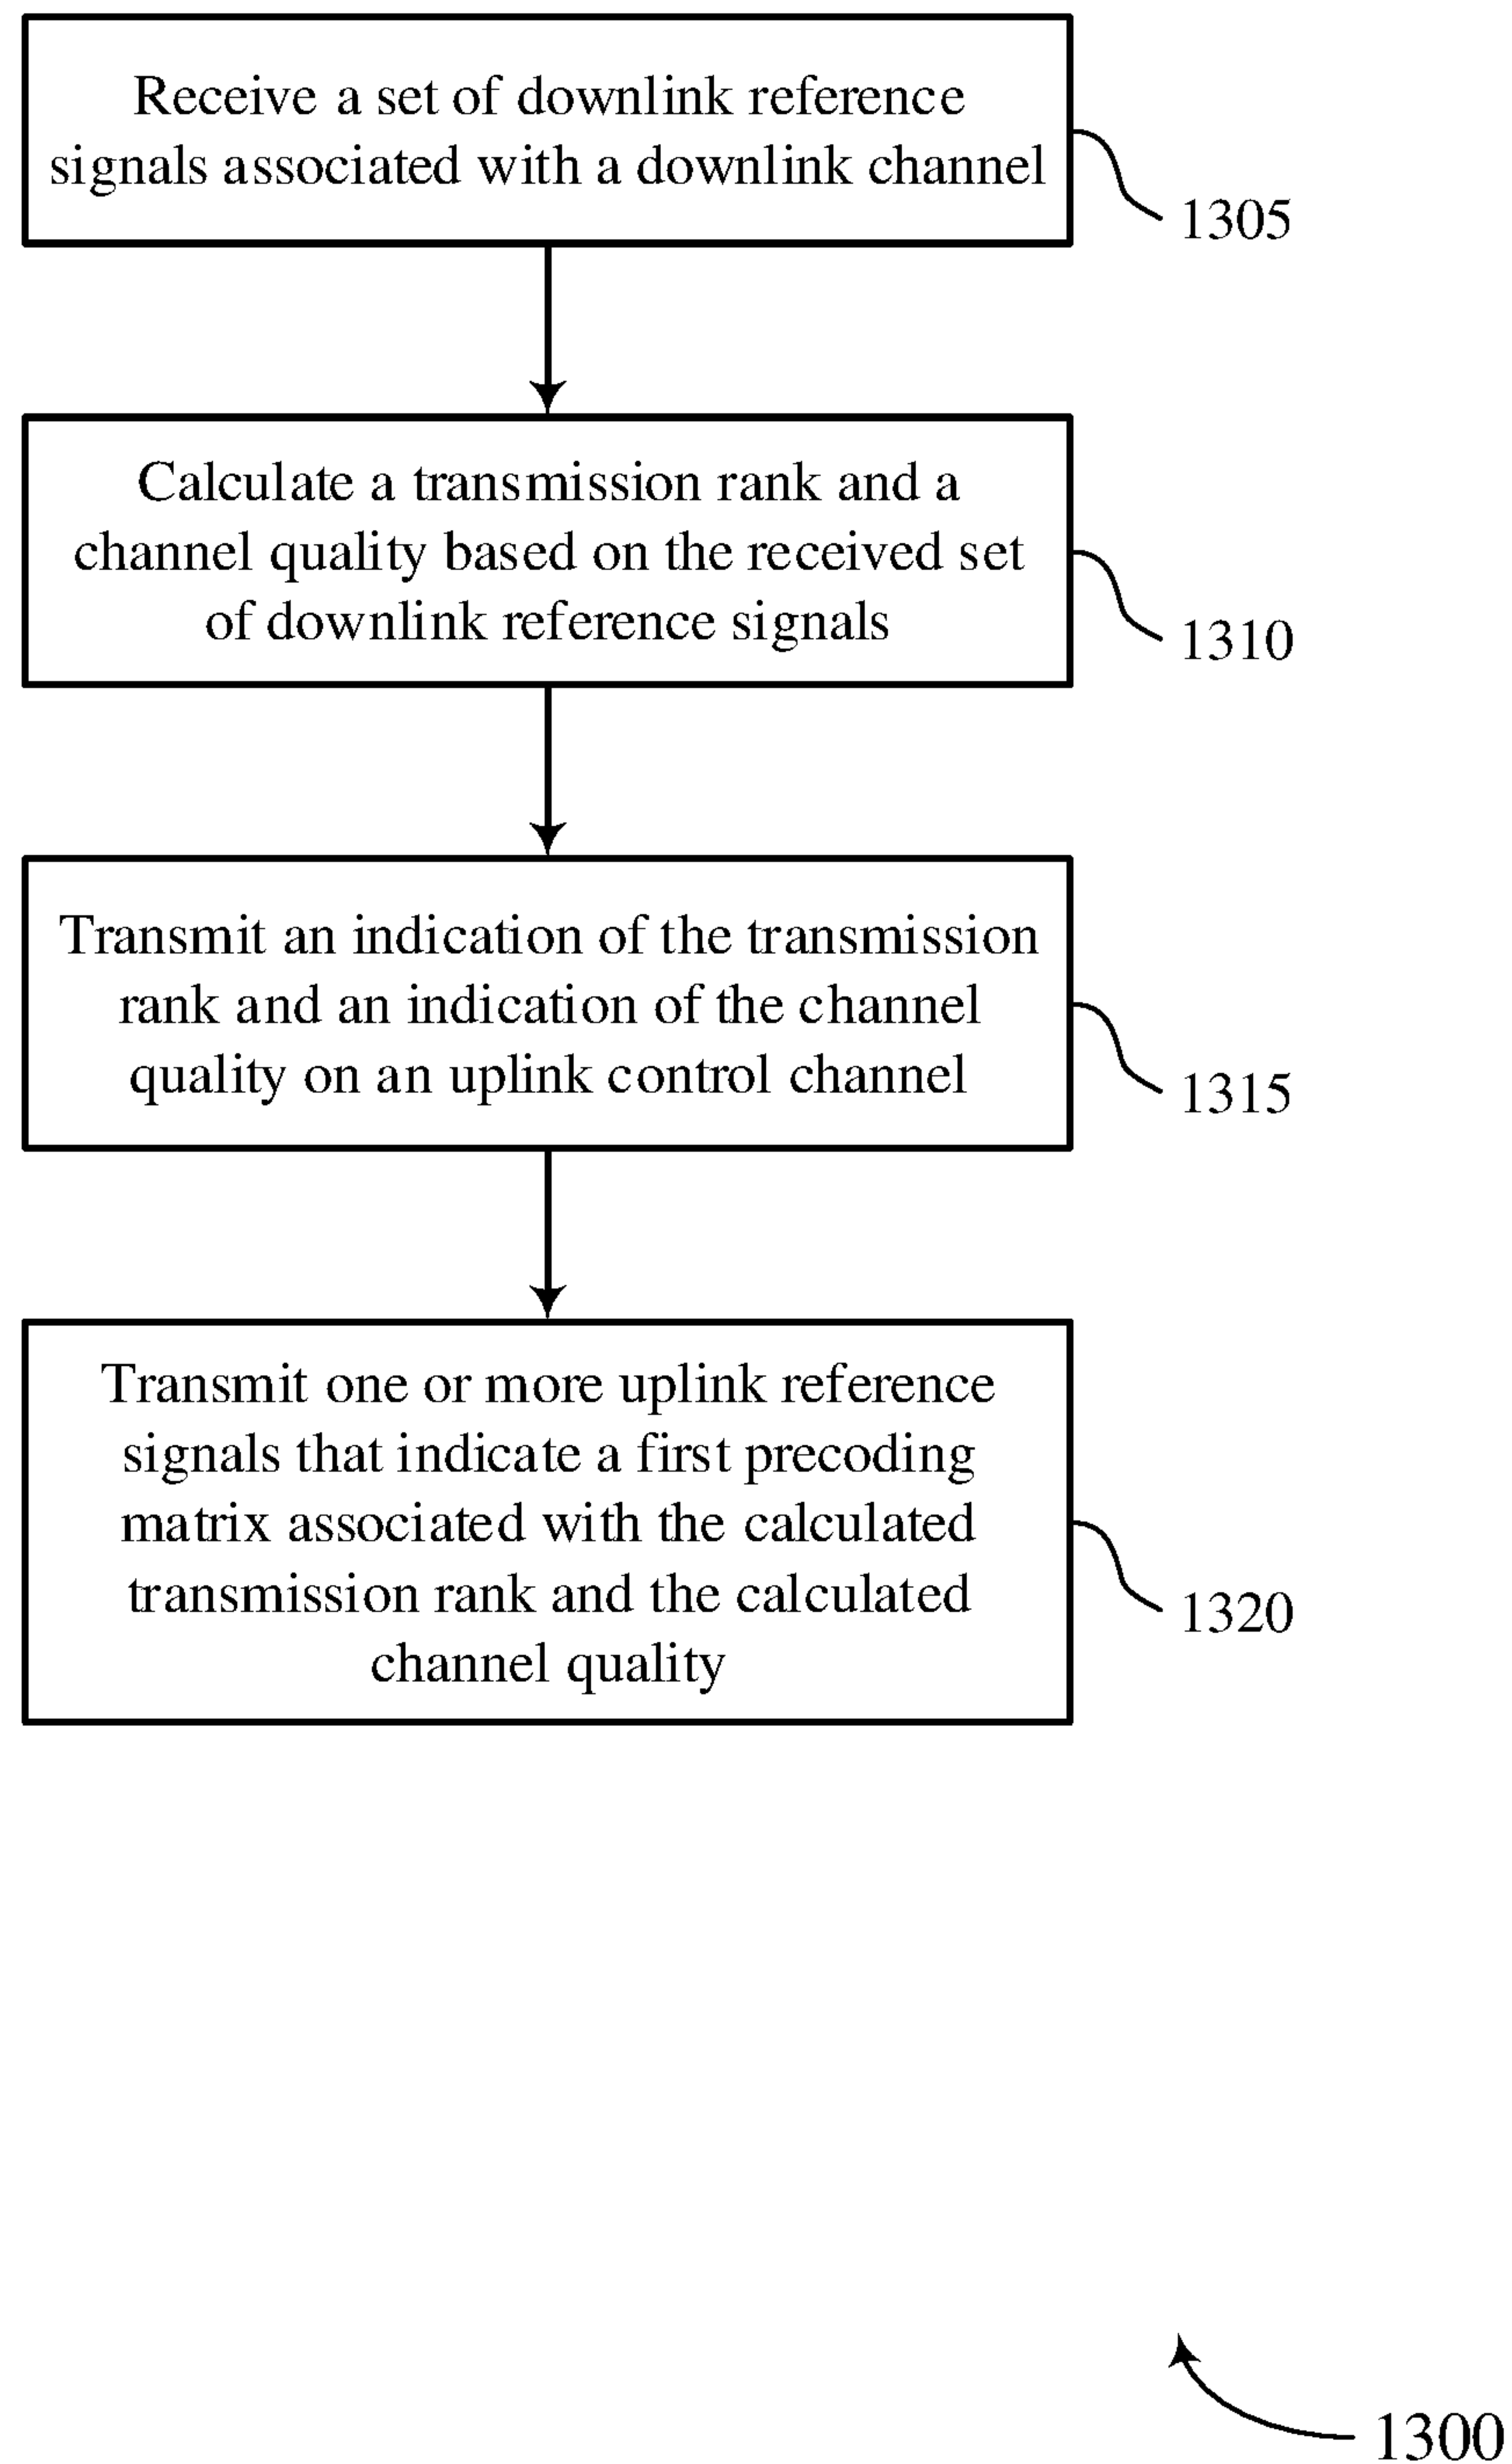 Receive a set of downlink reference
signals associated with a downlink channel
1305
Calculate a transmission rank and a
channel quality based on the received set
of downlink reference signals
1310
Transmit an indication of the transmission
rank and an indication of the channel
quality on an uplink control channel
1315
Transmit one or more uplink reference
signals that indicate a first precoding
matrix associated with the calculated
transmission rank and the calculated
channel quality
1320
1300